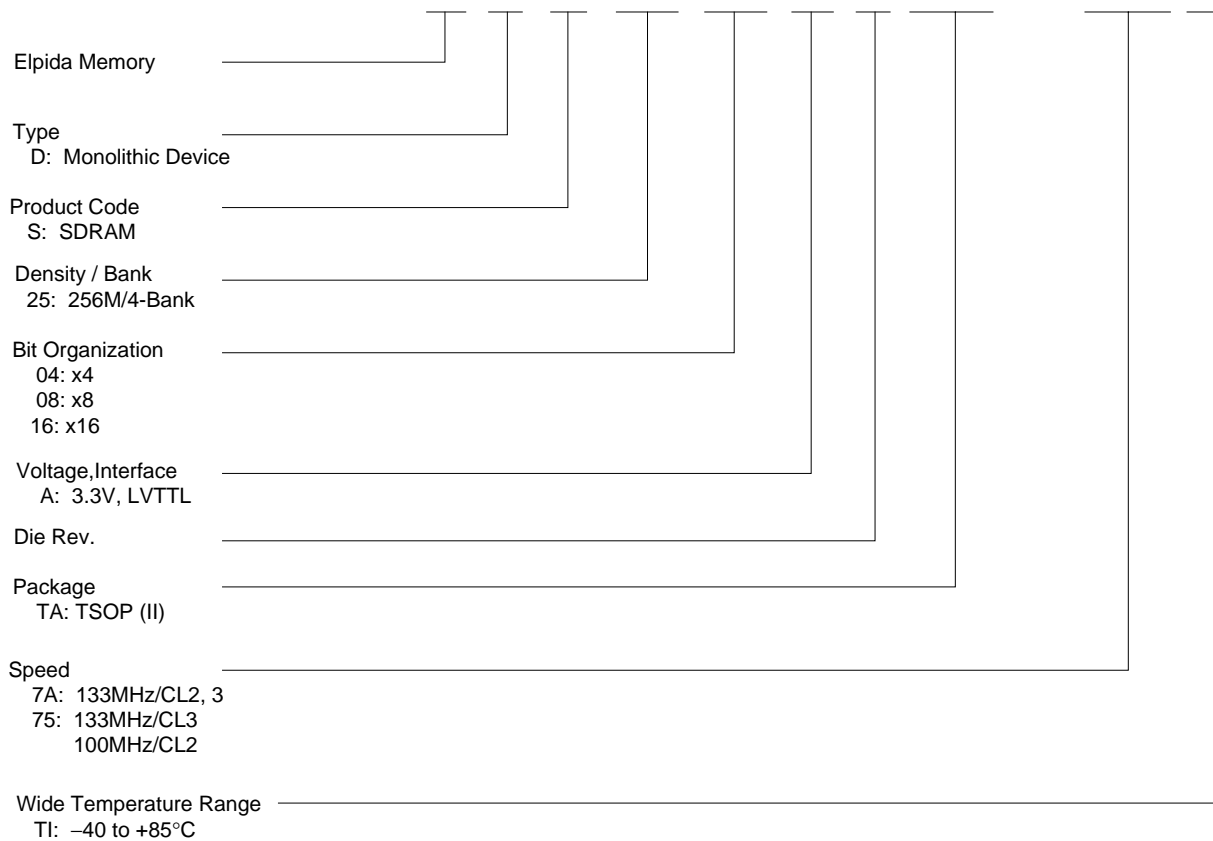 Elpida Memory
Type
D: Monolithic Device
Product Code
S: SDRAM
Density / Bank
25: 256M/4-Bank
Bit Organization
04: x4
08: x8
16: x16
Voltage,Interface
A: 3.3V, LVTTL
Die Rev.
Package
TA: TSOP (II)
Speed
7A: 133MHz/CL2, 3
75: 133MHz/CL3
100MHz/CL2
Wide Temperature Range
TI: −40 to +85°C